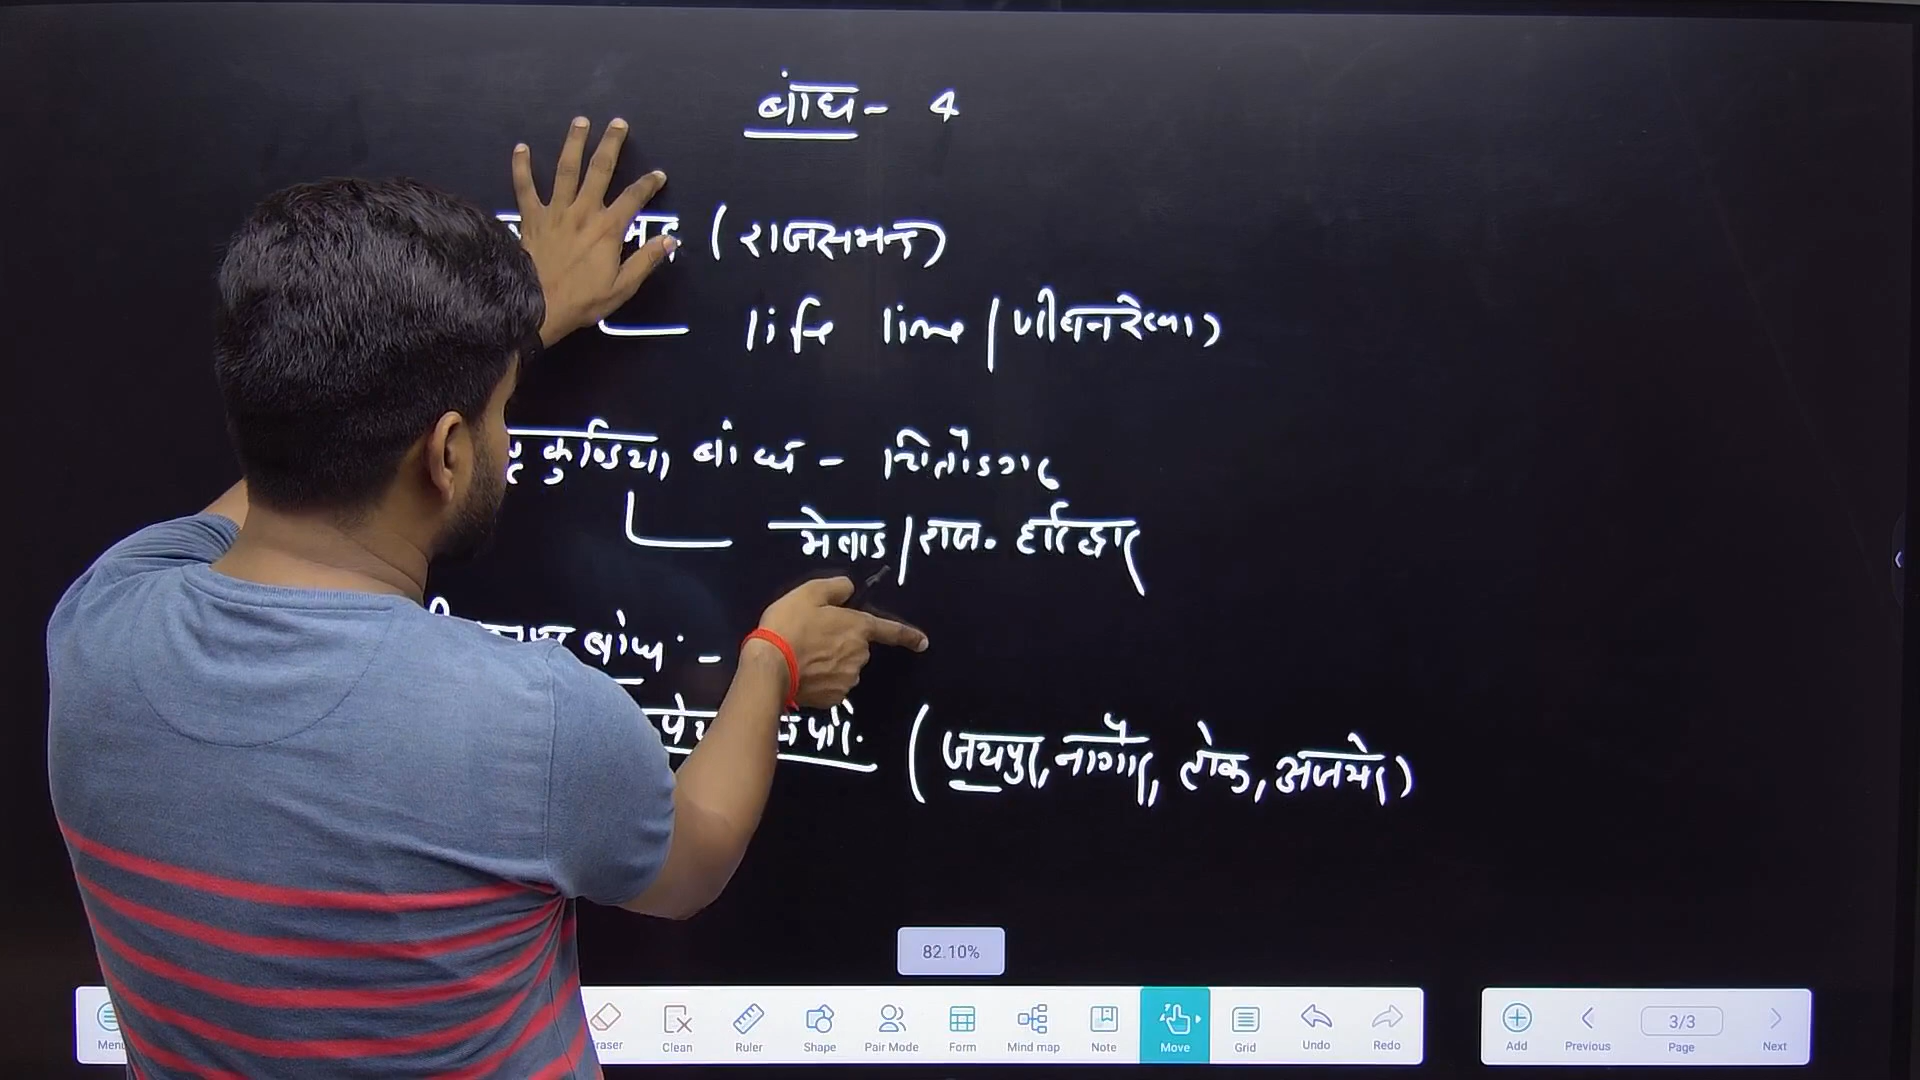 बांध - 4
(राजसमन्द)
life line / जीवनरेखा)
कुण्डिया बांध - चित्तौडगढ
मेवाड / राज. हरिद्वार
बांध -
पेय (जयपुर, नागौर, टोंक, अजमेर)
82.10%
Menu Eraser Clean Ruler Shape Pair Mode Form Mind map Note Move Grid Undo Redo Add Previous 3/3 Page Next